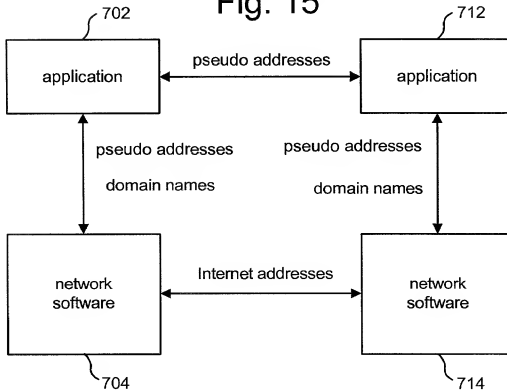 Fig. 15
702
712
application
pseudo addresses
application
pseudo addresses
domain names
pseudo addresses
domain names
network
software
Internet addresses
network
software
704
714